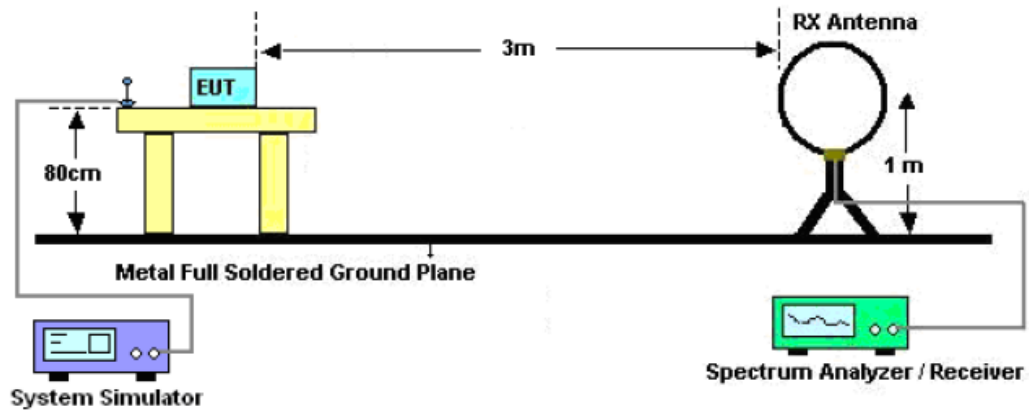 RX Antenna
3m
EUT
80cm
1 m
Metal Full Soldered Ground Plane
System Simulator
Spectrum Analyzer / Receiver